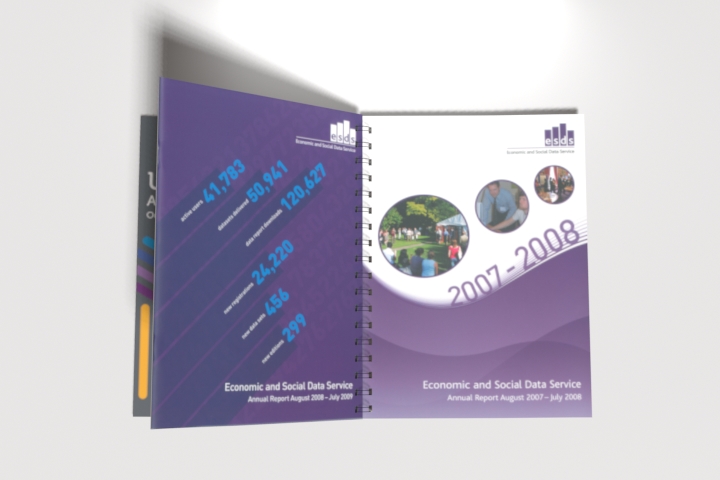 esds
Economic and Social Data Service
active users 41,783
datasets delivered 50,941
data report downloads 120,627
new registrations 24,220
new data sets 456
new editions 299
Economic and Social Data Service
Annual Report August 2008 – July 2009
esds
Economic and Social Data Service
2007-2008
Economic and Social Data Service
Annual Report August 2007 – July 2008